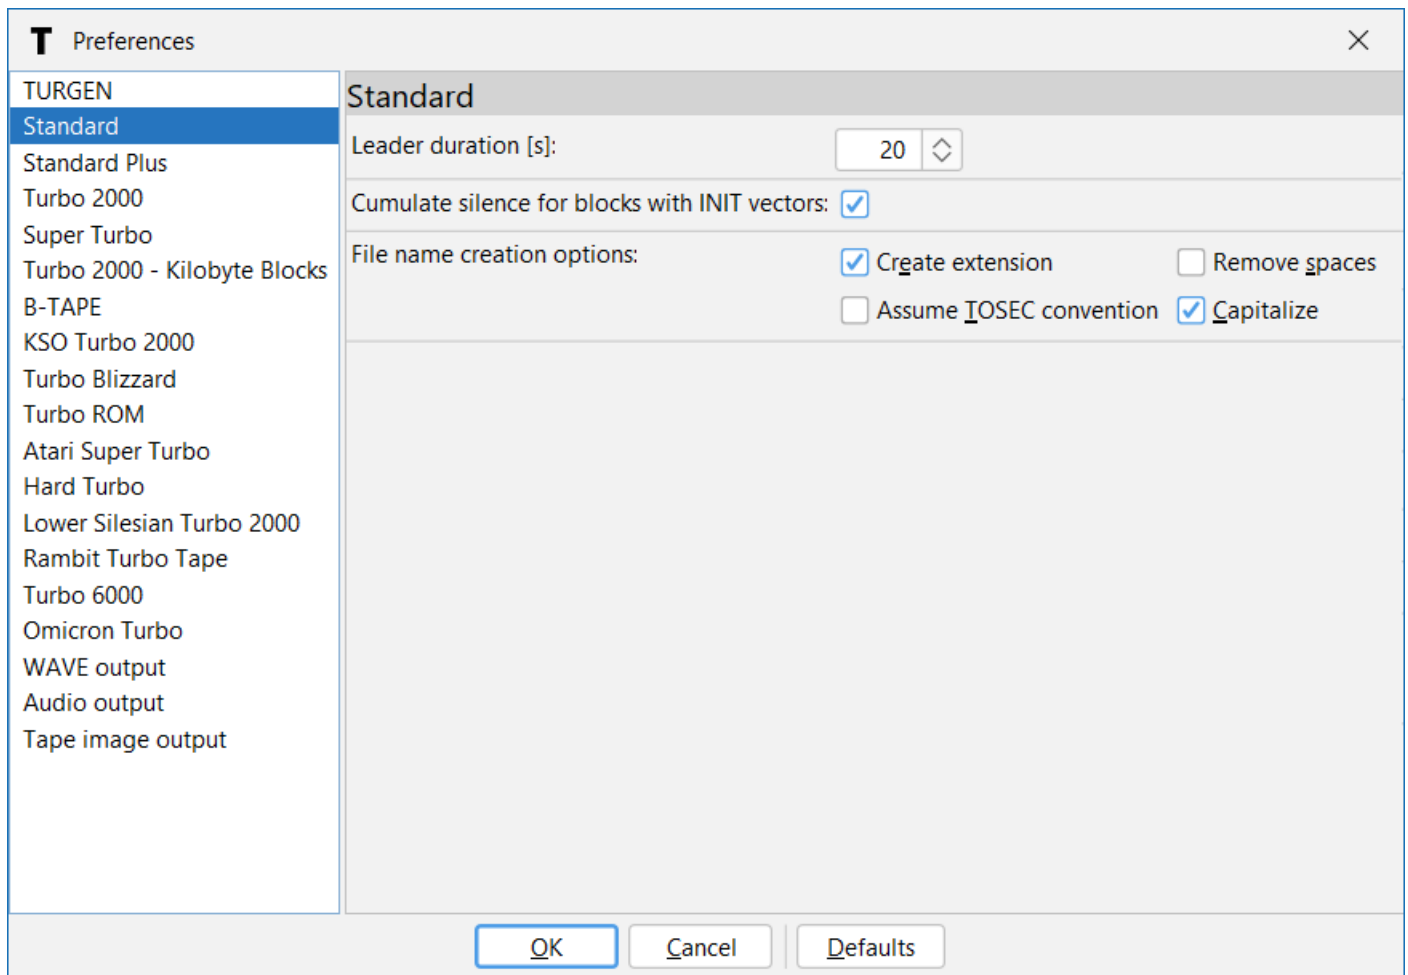 T Preferences
TURGEN
Standard
Standard Plus
Turbo 2000
Super Turbo
Turbo 2000 - Kilobyte Blocks
B-TAPE
KSO Turbo 2000
Turbo Blizzard
Turbo ROM
Atari Super Turbo
Hard Turbo
Lower Silesian Turbo 2000
Rambit Turbo Tape
Turbo 6000
Omicron Turbo
WAVE output
Audio output
Tape image output
Standard
Leader duration [s]: 20
Cumulate silence for blocks with INIT vectors:
File name creation options: Create extension Remove spaces
Assume TOSEC convention Capitalize
OK Cancel Defaults